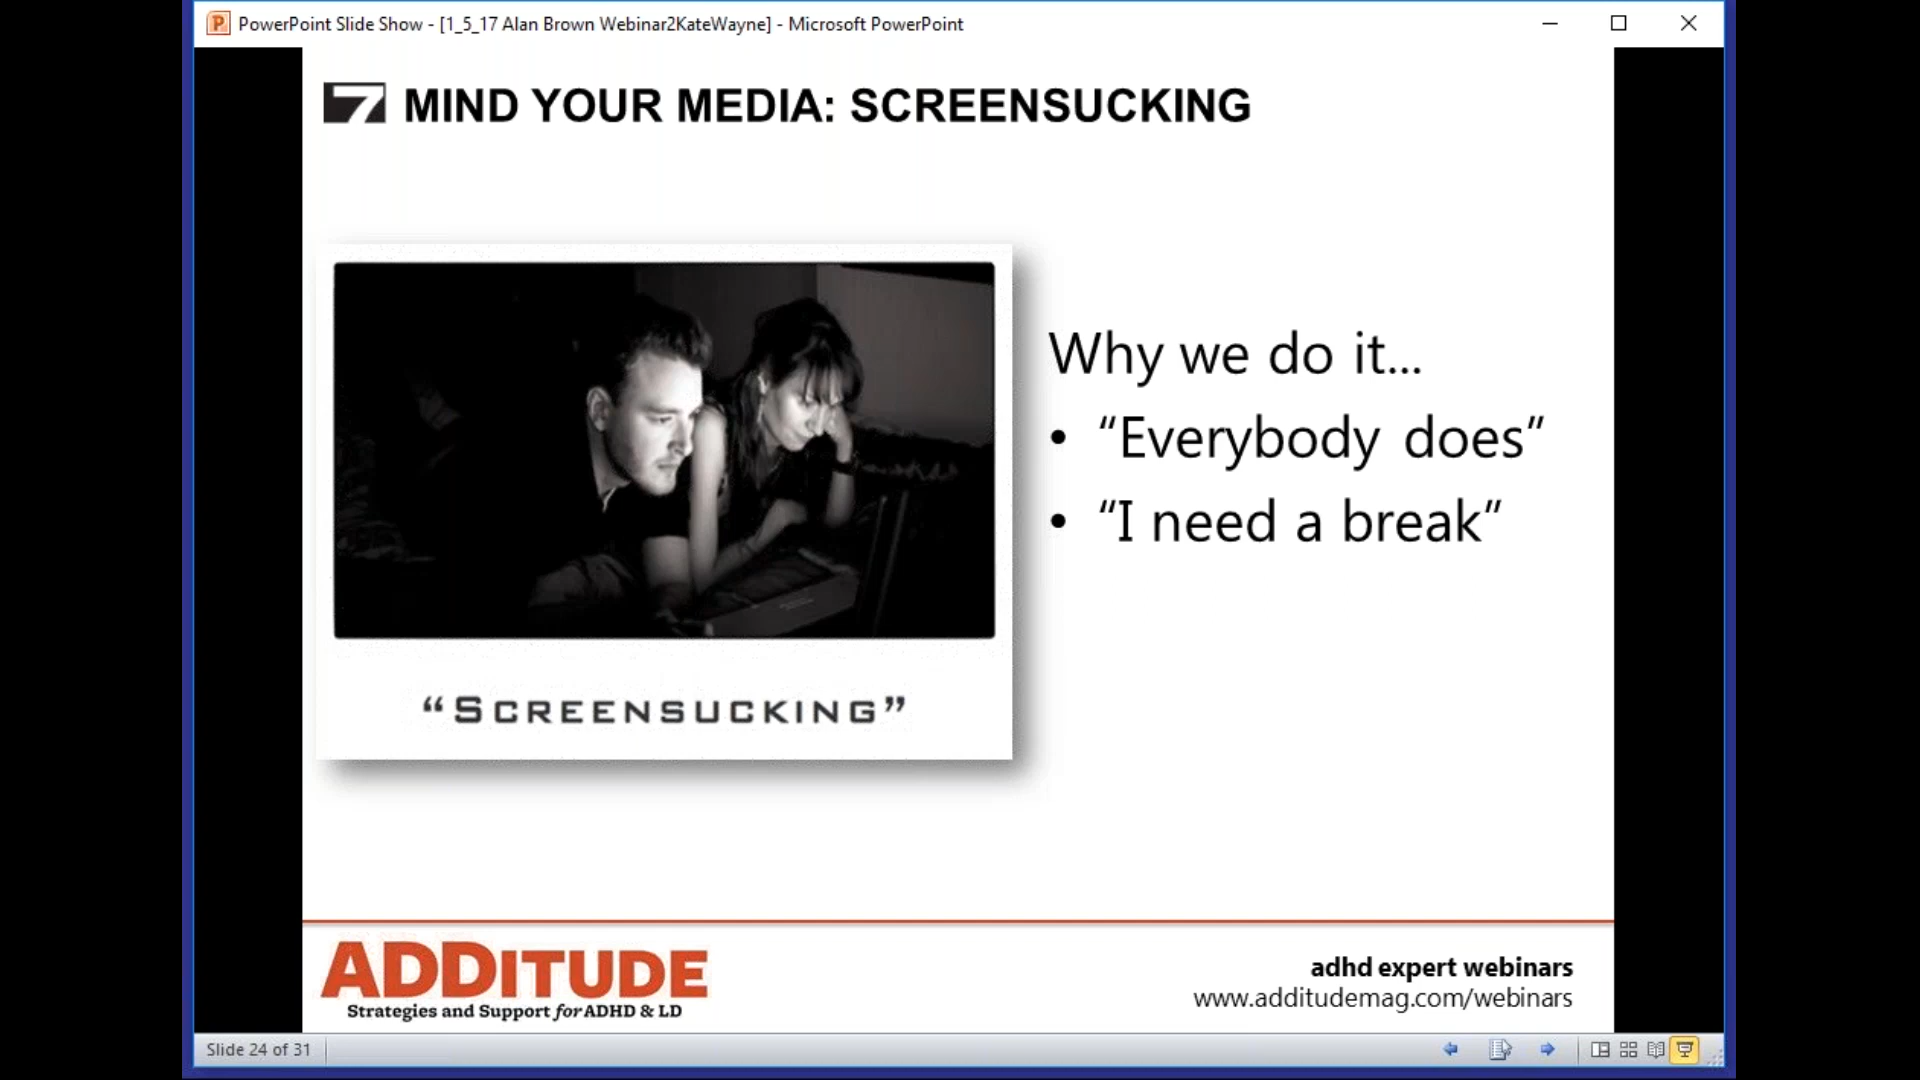 PowerPoint Slide Show - [1_5_17 Alan Brown Webinar2KateWayne] - Microsoft PowerPoint
7 MIND YOUR MEDIA: SCREENSUCKING
Why we do it...
• “Everybody does”
• “I need a break”
“SCREENSUCKING”
ADDITUDE
Strategies and Support for ADHD & LD
adhd expert webinars
www.additudemag.com/webinars
Slide 24 of 31